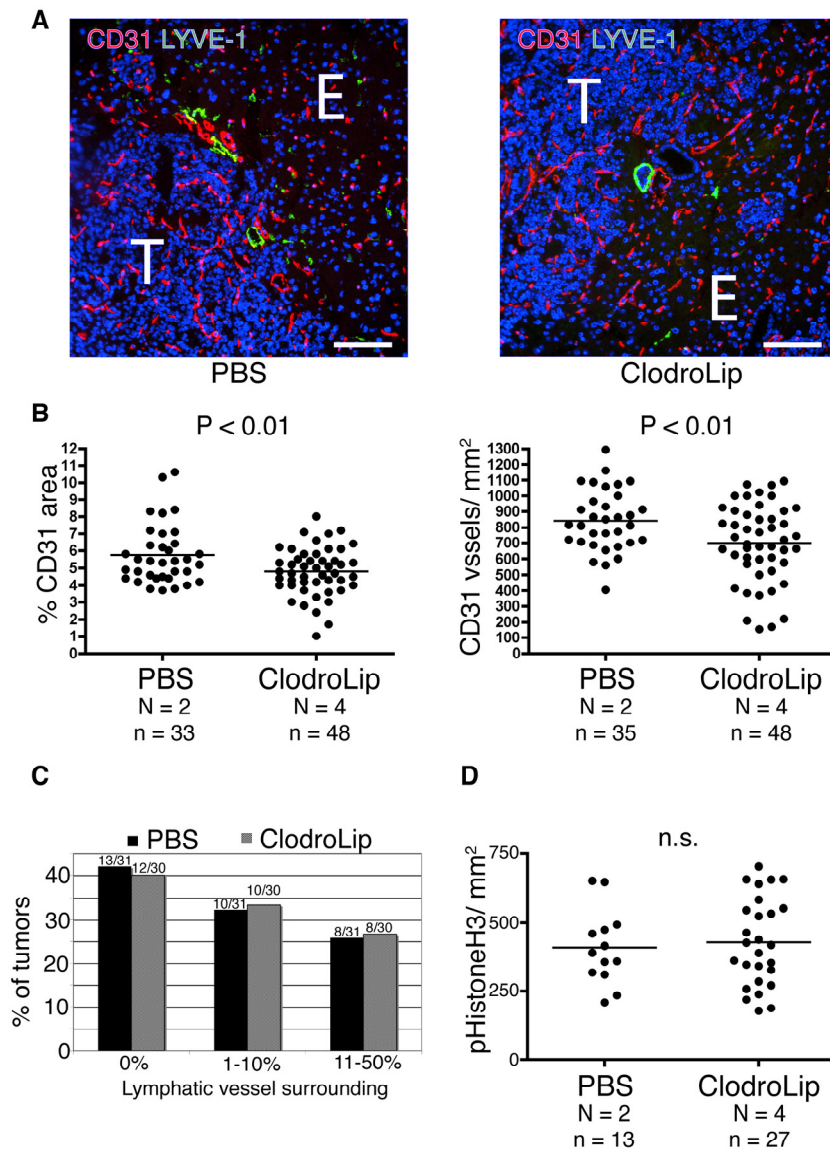 A
CD31 LYVE-1
E
T
PBS
CD31 LYVE-1
T
E
ClodroLip
B
P < 0.01
% CD31 area
12
11
10
9
8
7
6
5
4
3
2
1
0
PBS
N = 2
n = 33
ClodroLip
N = 4
n = 48
P < 0.01
CD31 vssels/ mm²
1300
1200
1100
1000
900
800
700
600
500
400
300
200
100
0
PBS
N = 2
n = 35
ClodroLip
N = 4
n = 48
C
PBS ClodroLip
% of tumors
40
30
20
10
0
13/31
12/30
10/31
10/30
8/31
8/30
0%
1-10%
11-50%
Lymphatic vessel surrounding
D
n.s.
pHistoneH3/ mm²
750
500
250
0
PBS
N = 2
n = 13
ClodroLip
N = 4
n = 27